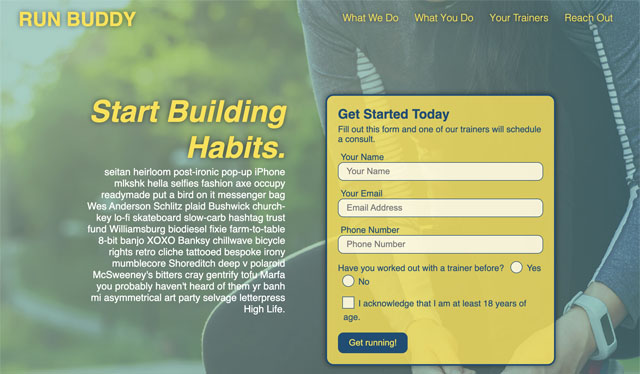 RUN BUDDY
What We Do
What You Do
Your Trainers
Reach Out
Start Building
Habits.
seitan heirloom post-ironic pop-up iPhone
mlkshk hella selfies fashion axe occupy
readymade put a bird on it messenger bag
Wes Anderson Schlitz plaid Bushwick church-
key lo-fi skateboard slow-carb hashtag trust
fund Williamsburg biodiesel fixie farm-to-table
8-bit banjo XOXO Banksy chillwave bicycle
rights retro cliche tattooed bespoke irony
mumblecore Shoreditch deep v polaroid
McSweeney's bitters cray gentrify tofu Marfa
you probably haven't heard of them yr banh
mi asymmetrical art party selvage letterpress
High Life.
Get Started Today
Fill out this form and one of our trainers will schedule
a consult.
Your Name
Your Name
Your Email
Email Address
Phone Number
Phone Number
Have you worked out with a trainer before? Yes
No
I acknowledge that I am at least 18 years of
age.
Get running!